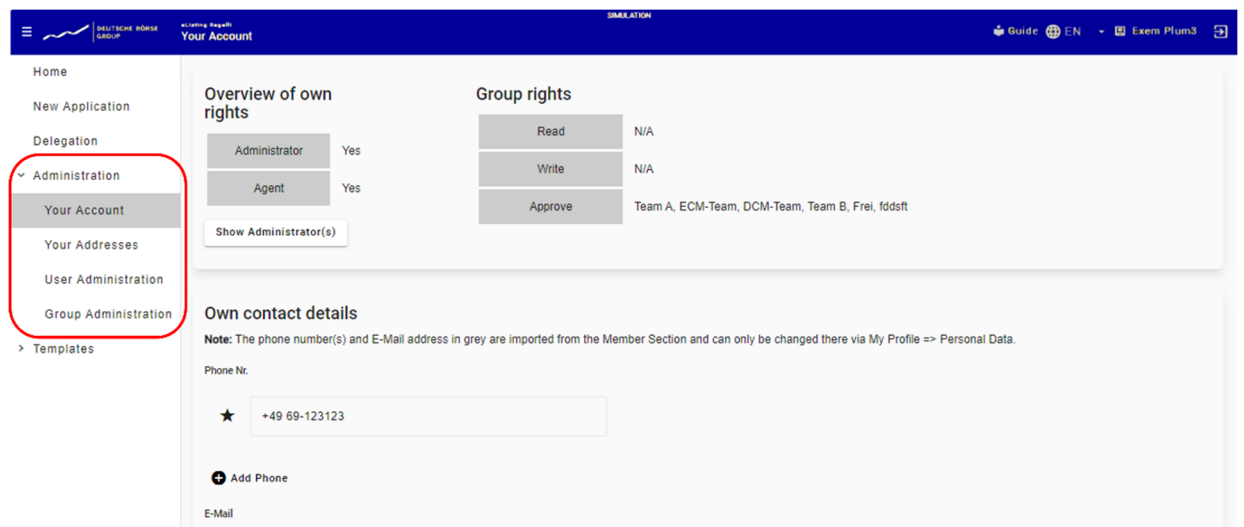 SIMULATION
DEUTSCHE BÖRSE
GROUP
eListing Regelli
Your Account
Guide
EN
Exem Plum3
Home
New Application
Delegation
Administration
Your Account
Your Addresses
User Administration
Group Administration
Templates
Overview of own
rights
Administrator Yes
Agent Yes
Show Administrator(s)
Group rights
Read N/A
Write N/A
Approve Team A, ECM-Team, DCM-Team, Team B, Frei, fddsft
Own contact details
Note: The phone number(s) and E-Mail address in grey are imported from the Member Section and can only be changed there via My Profile => Personal Data.
Phone Nr.
+49 69-123123
Add Phone
E-Mail